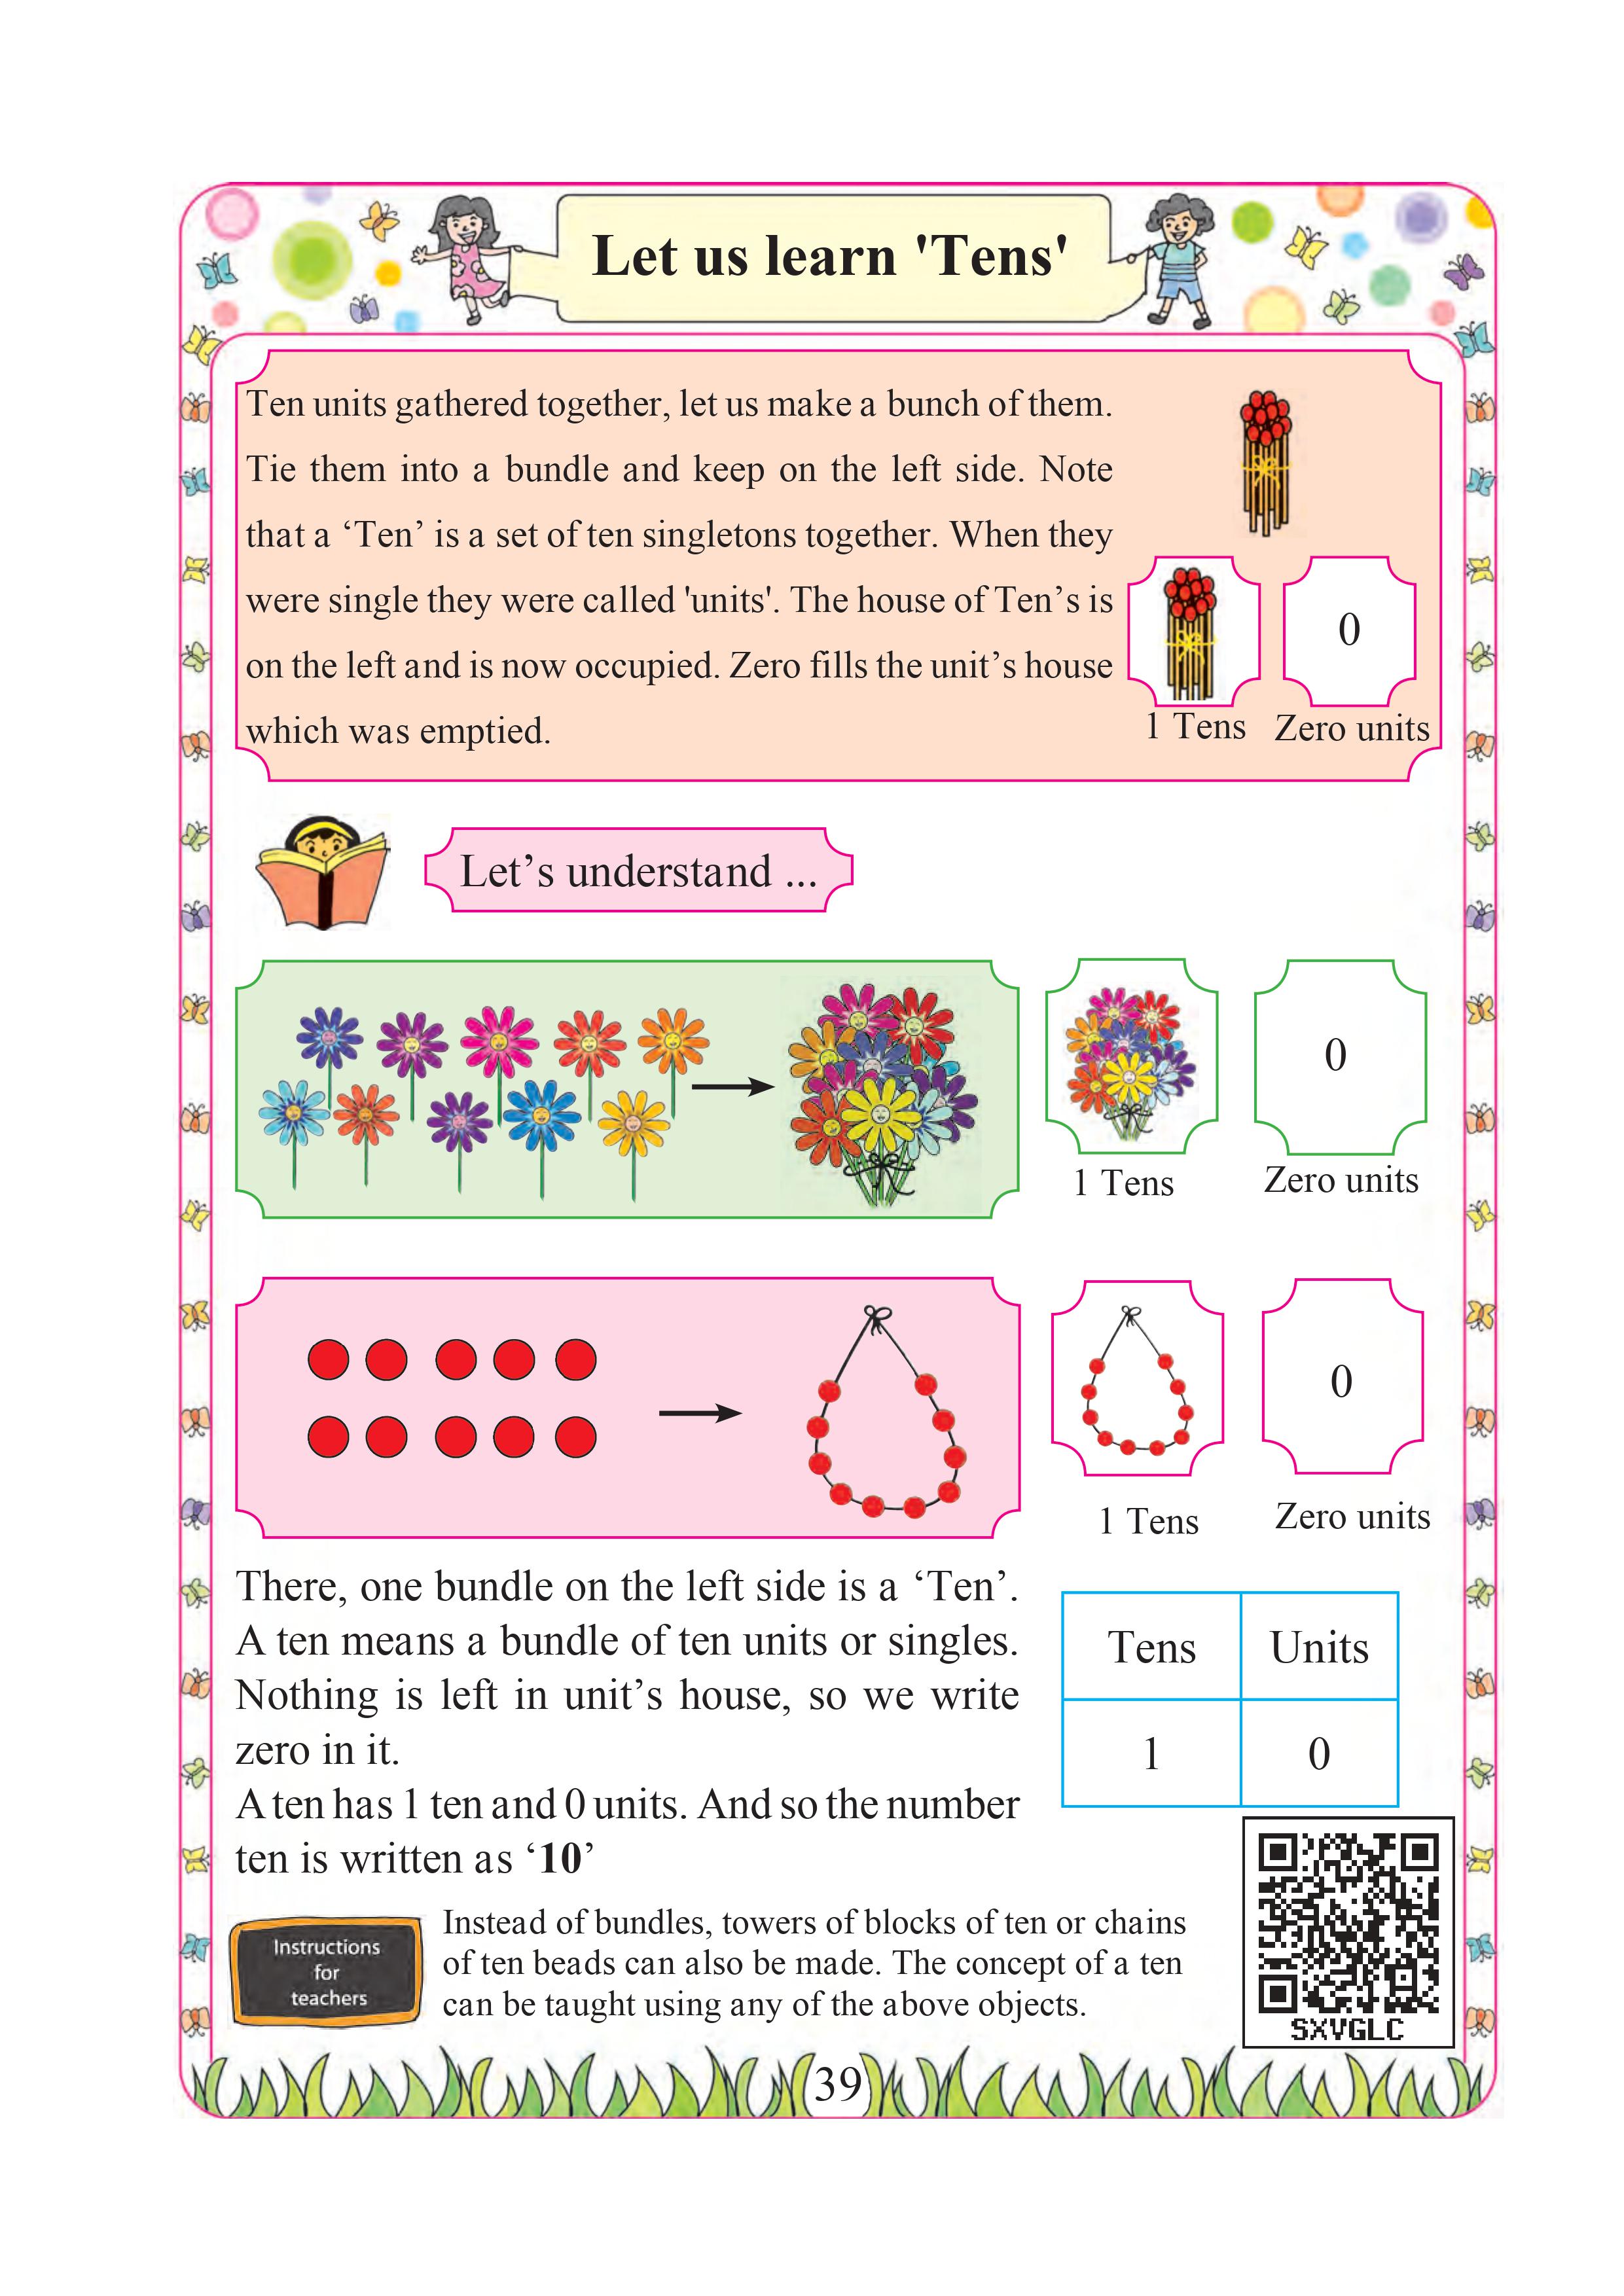 Let us learn 'Tens'
Ten units gathered together, let us make a bunch of them.
Tie them into a bundle and keep on the left side. Note
that a ‘Ten’ is a set of ten singletons together. When they
were single they were called 'units'. The house of Ten’s is
on the left and is now occupied. Zero fills the unit’s house
which was emptied.
0
1 Tens Zero units
Let’s understand ...
0
1 Tens Zero units
0
1 Tens Zero units
There, one bundle on the left side is a ‘Ten’.
A ten means a bundle of ten units or singles.
Nothing is left in unit’s house, so we write
zero in it.
A ten has 1 ten and 0 units. And so the number
ten is written as ‘10’
Tens Units
1 0
Instructions
for
teachers
Instead of bundles, towers of blocks of ten or chains
of ten beads can also be made. The concept of a ten
can be taught using any of the above objects.
SXVGLC
39